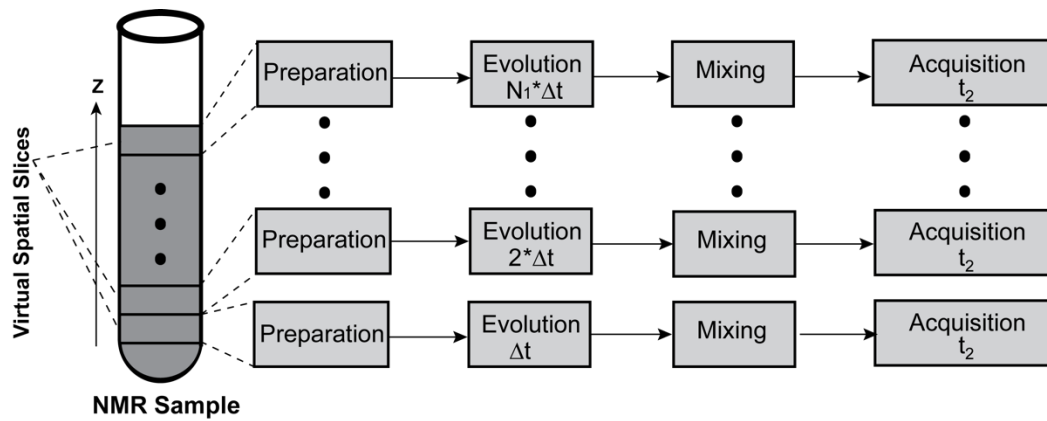 Preparation
Evolution
N₁*Δt
Mixing
Acquisition
t₂
Z
Virtual Spatial Slices
Preparation
Evolution
2*Δt
Mixing
Acquisition
t₂
Preparation
Evolution
Δt
Mixing
Acquisition
t₂
NMR Sample